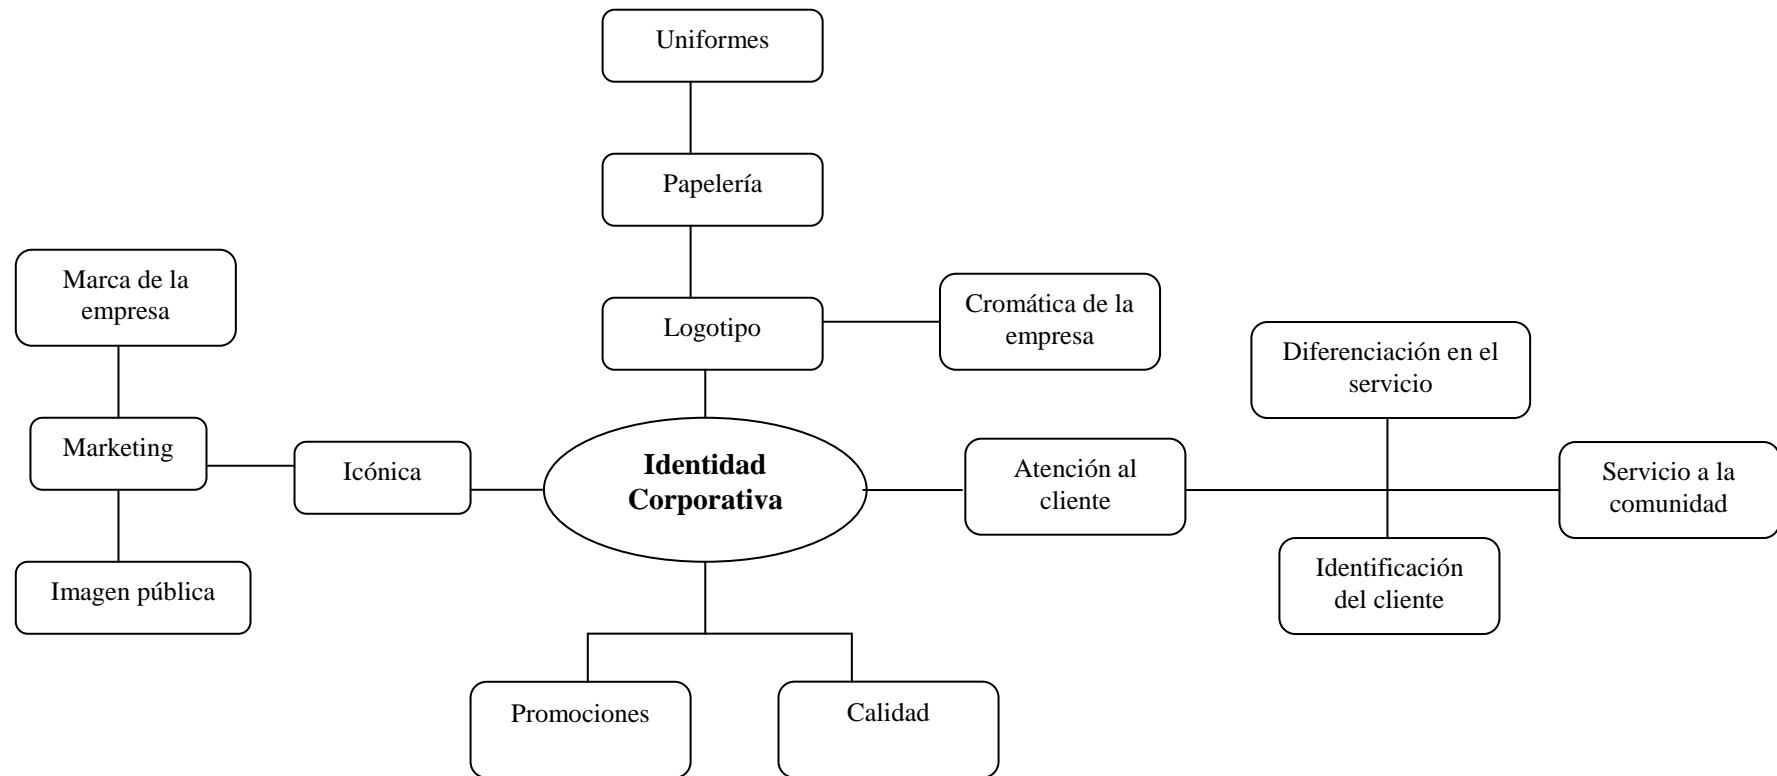 Uniformes
Papelería
Marca de la
empresa
Logotipo
Cromática de la
empresa
Diferenciación en el
servicio
Marketing
Icónica
Identidad
Corporativa
Atención al
cliente
Servicio a la
comunidad
Imagen pública
Identificación
del cliente
Promociones
Calidad